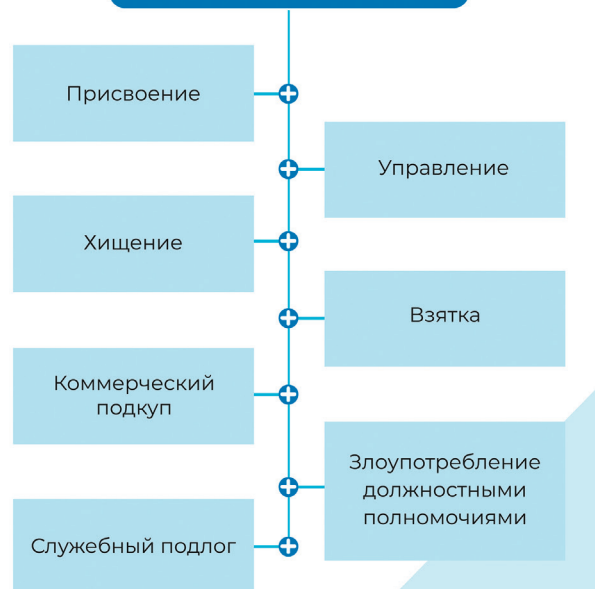 Присвоение
Управление
Хищение
Взятка
Коммерческий
подкуп
Злоупотребление
должностными
полномочиями
Служебный подлог